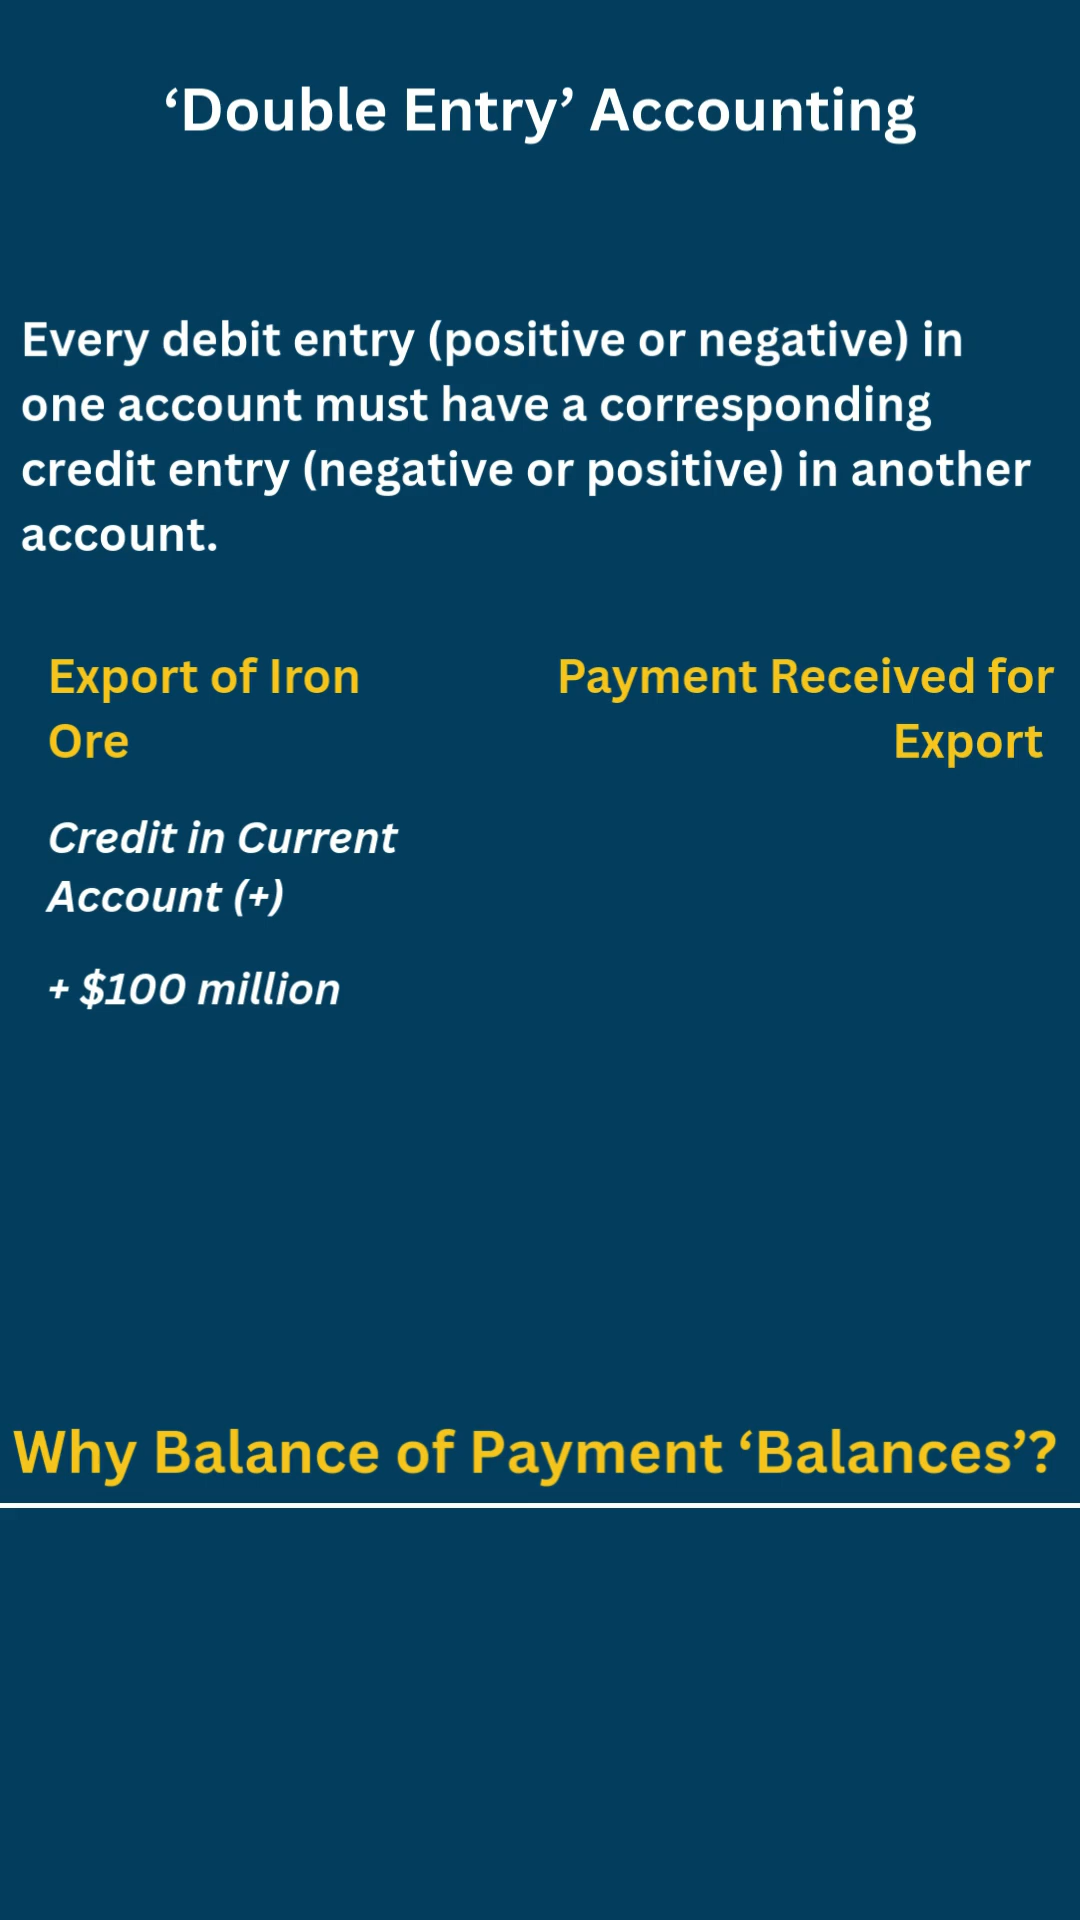 ‘Double Entry’ Accounting
Every debit entry (positive or negative) in
one account must have a corresponding
credit entry (negative or positive) in another
account.
Export of Iron
Ore
Payment Received for
Export
Credit in Current
Account (+)
+ $100 million
Why Balance of Payment ‘Balances’?